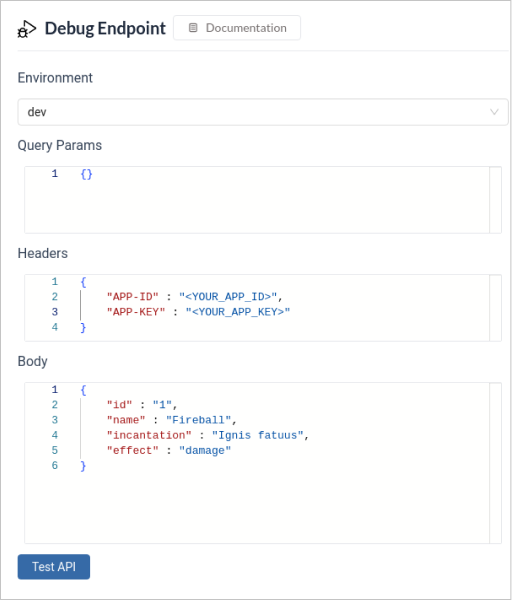 Debug Endpoint Documentation
Environment
dev
Query Params
1 {}
Headers
1 {
2 "APP-ID" : "<YOUR_APP_ID>",
3 "APP-KEY" : "<YOUR_APP_KEY>"
4 }
Body
1 {
2 "id" : "1",
3 "name" : "Fireball",
4 "incantation" : "Ignis fatuus",
5 "effect" : "damage"
6 }
Test API